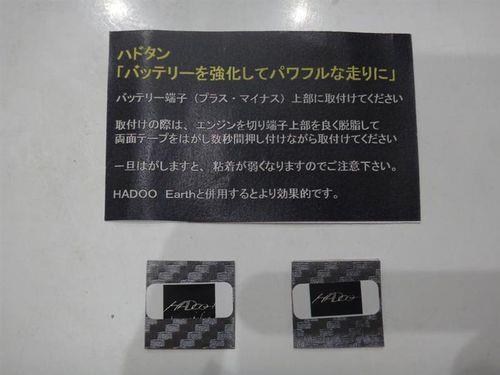 ハドタン
「バッテリーを強化してパワフルな走りに」
バッテリー端子（プラス・マイナス）上部に取付けてください
取付けの際は、エンジンを切り端子上部を良く脱脂して
両面テープをはがし数秒間押し付けながら取付けてください
一旦はがしますと、粘着が弱くなりますのでご注意下さい。
HADOO Earthと併用するとより効果的です。
HADOO
HADOO